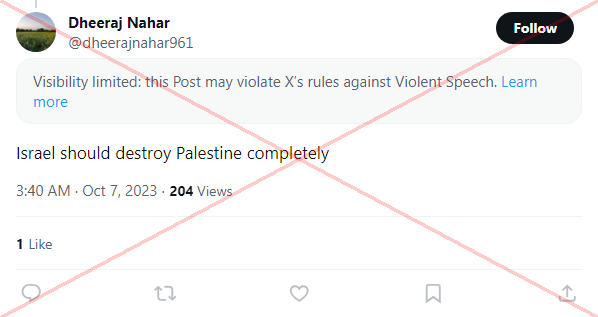 Dheeraj Nahar
@dheerajnahar961
Follow
Visibility limited: this Post may violate X's rules against Violent Speech. Learn
more
Israel should destroy Palestine completely
3:40 AM · Oct 7, 2023 · 204 Views
1 Like